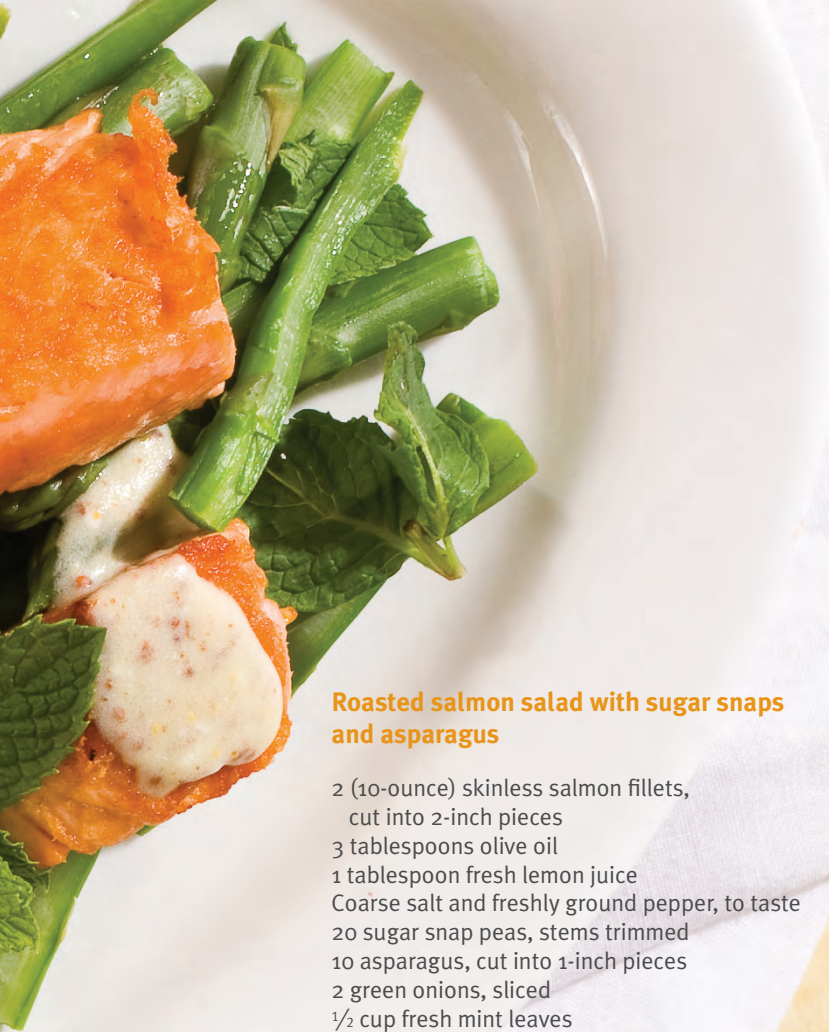 Roasted salmon salad with sugar snaps
and asparagus
2 (10-ounce) skinless salmon fillets,
cut into 2-inch pieces
3 tablespoons olive oil
1 tablespoon fresh lemon juice
Coarse salt and freshly ground pepper, to taste
20 sugar snap peas, stems trimmed
10 asparagus, cut into 1-inch pieces
2 green onions, sliced
1/2 cup fresh mint leaves